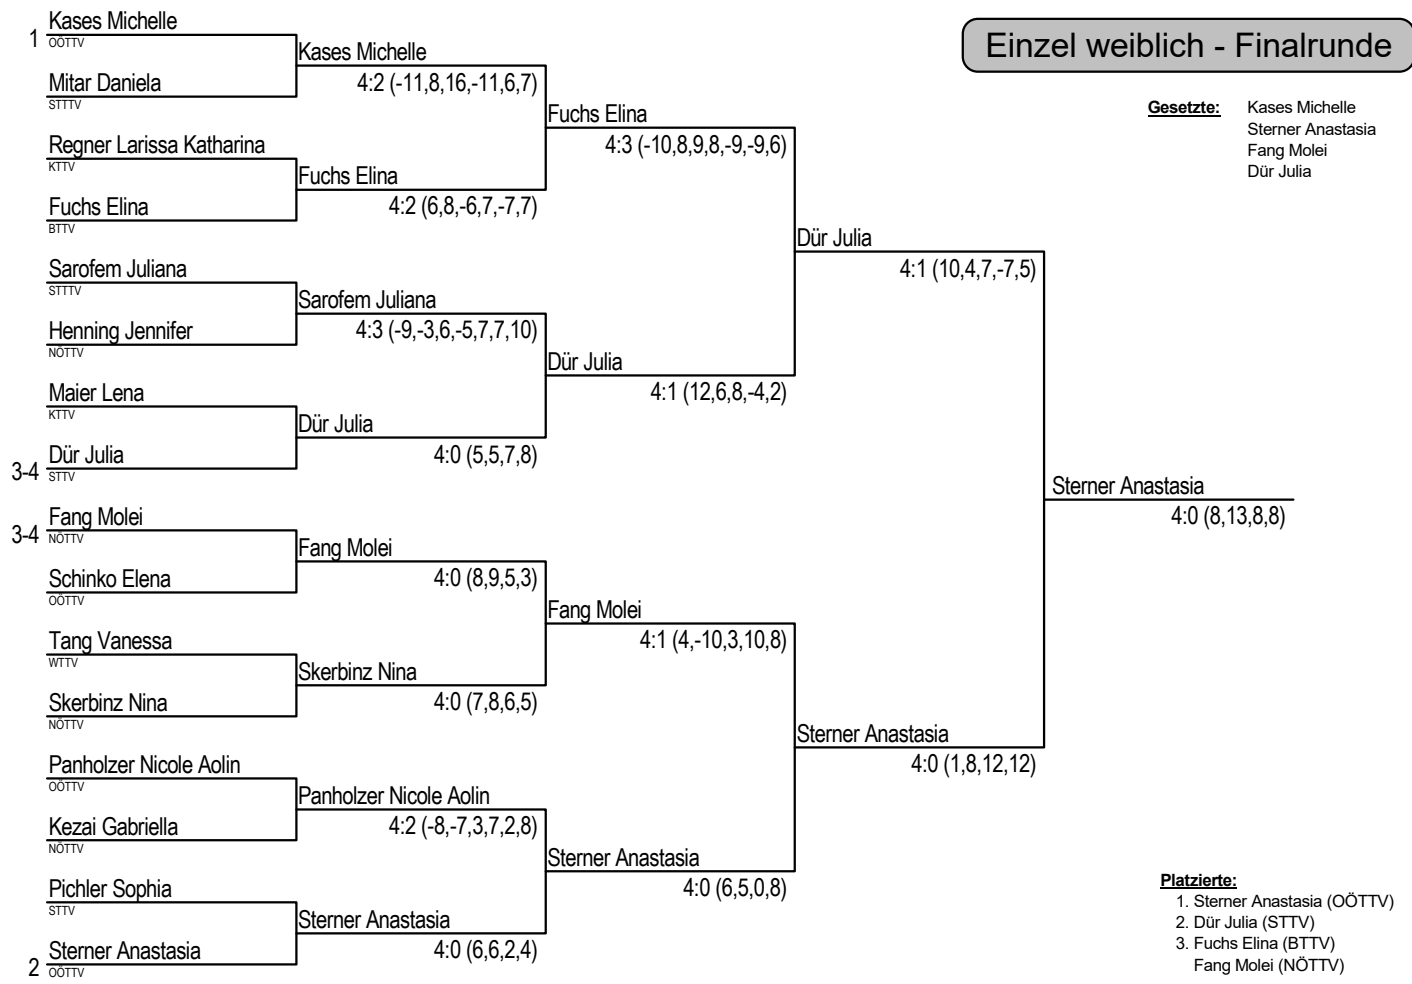 Einzel weiblich - Finalrunde
Gesetzte: Kases Michelle
Sterner Anastasia
Fang Molei
Dür Julia
1 Kases Michelle
OÖTTV
Mitar Daniela
STTTV
Regner Larissa Katharina
KTTV
Fuchs Elina
BTTV
Sarofem Juliana
STTTV
Henning Jennifer
NÖTTV
Maier Lena
KTTV
3-4 Dür Julia
STTV
3-4 Fang Molei
NÖTTV
Schinko Elena
OÖTTV
Tang Vanessa
WTTV
Skerbinz Nina
NÖTTV
Panholzer Nicole Aolin
OÖTTV
Kezai Gabriella
NÖTTV
Pichler Sophia
STTV
2 Sterner Anastasia
OÖTTV
Kases Michelle
4:2 (-11,8,16,-11,6,7)
Fuchs Elina
4:2 (6,8,-6,7,-7,7)
Sarofem Juliana
4:3 (-9,-3,6,-5,7,7,10)
Dür Julia
4:0 (5,5,7,8)
Fang Molei
4:0 (8,9,5,3)
Skerbinz Nina
4:0 (7,8,6,5)
Panholzer Nicole Aolin
4:2 (-8,-7,3,7,2,8)
Sterner Anastasia
4:0 (6,6,2,4)
Fuchs Elina
4:3 (-10,8,9,8,-9,-9,6)
Dür Julia
4:1 (12,6,8,-4,2)
Fang Molei
4:1 (4,-10,3,10,8)
Sterner Anastasia
4:0 (6,5,0,8)
Dür Julia
4:1 (10,4,7,-7,5)
Sterner Anastasia
4:0 (1,8,12,12)
Sterner Anastasia
4:0 (8,13,8,8)
Platzierte:
1. Sterner Anastasia (OÖTTV)
2. Dür Julia (STTV)
3. Fuchs Elina (BTTV)
Fang Molei (NÖTTV)